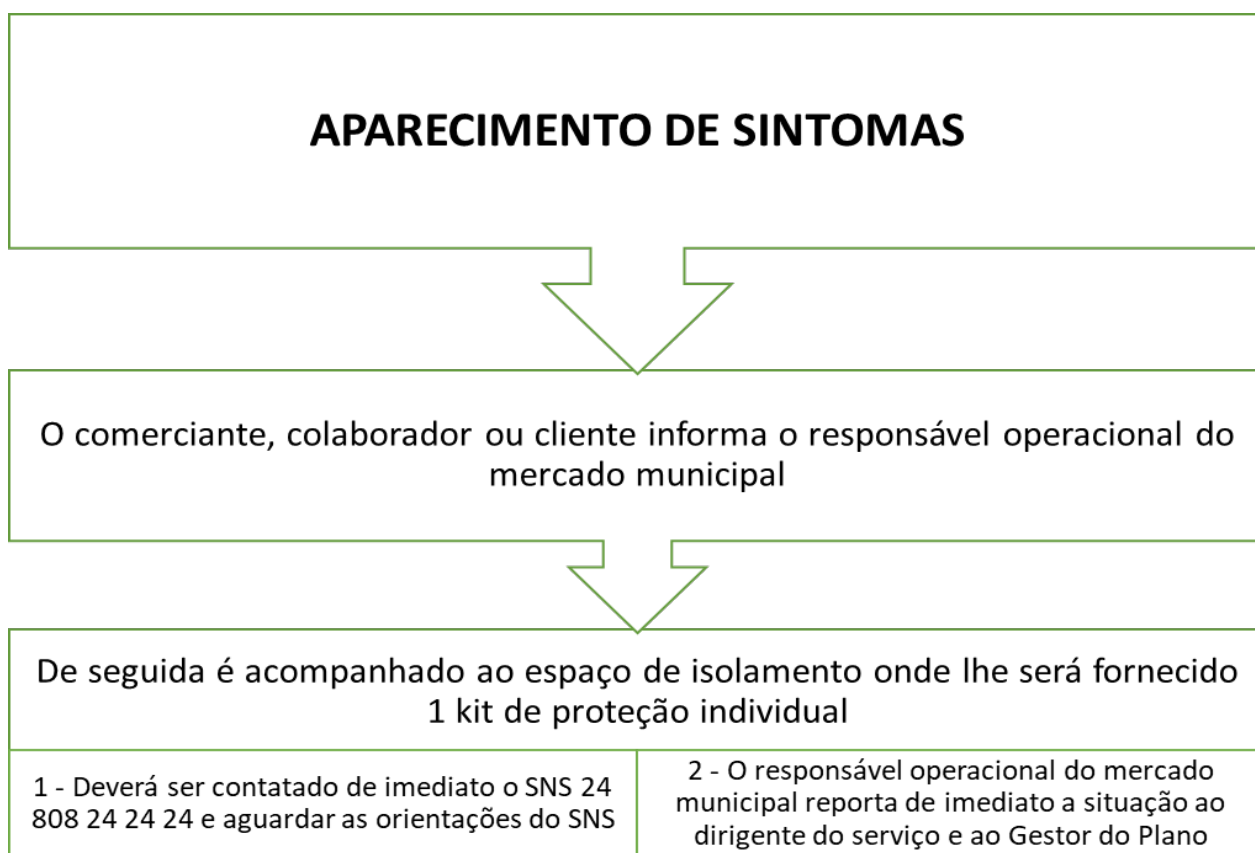 APARECIMENTO DE SINTOMAS
O comerciante, colaborador ou cliente informa o responsável operacional do
mercado municipal
De seguida é acompanhado ao espaço de isolamento onde lhe será fornecido
1 kit de proteção individual
1 - Deverá ser contatado de imediato o SNS 24
808 24 24 24 e aguardar as orientações do SNS
2 - O responsável operacional do mercado
municipal reporta de imediato a situação ao
dirigente do serviço e ao Gestor do Plano